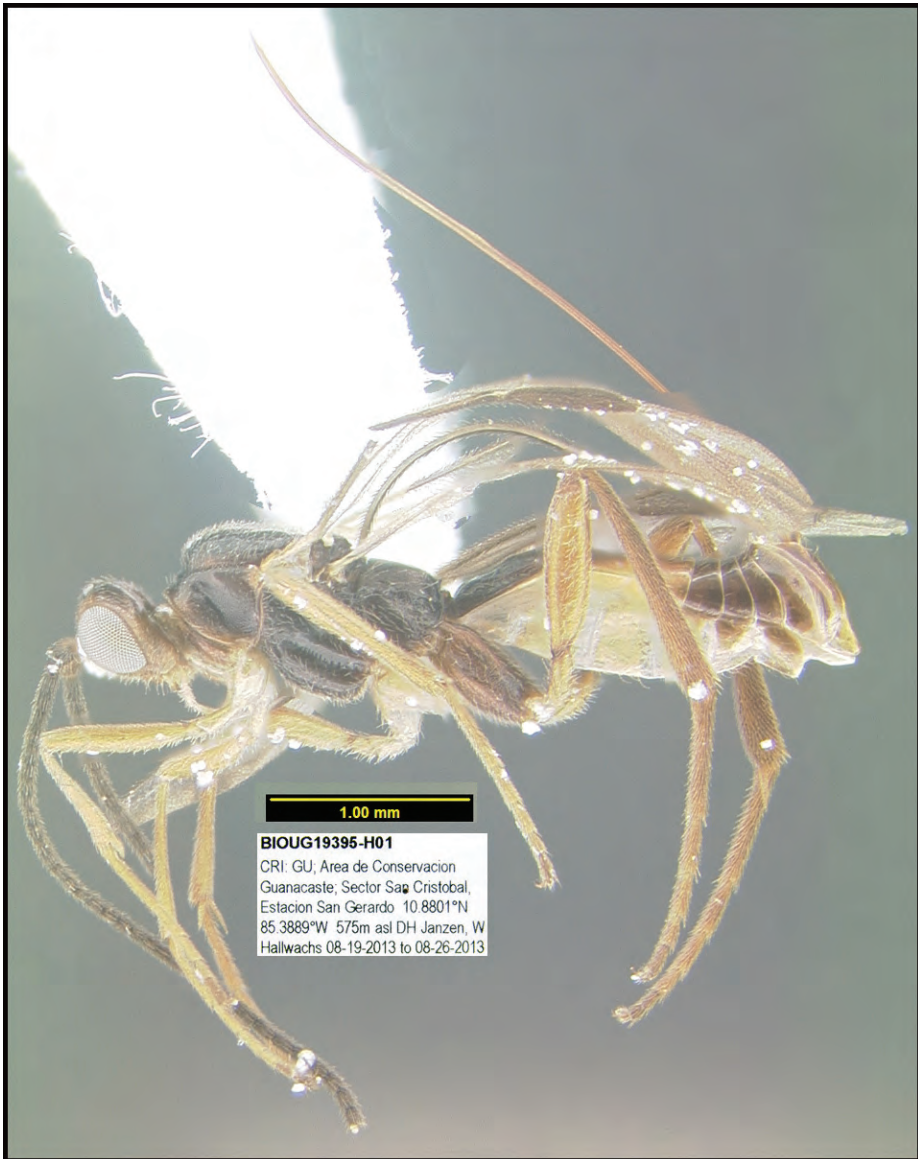 1.00 mm
BIOUG19395-H01
CRI: GU; Area de Conservacion
Guanacaste; Sector San Cristobal,
Estacion San Gerardo 10.8801°N
85.3889°W 575m asl DH Janzen, W
Hallwachs 08-19-2013 to 08-26-2013